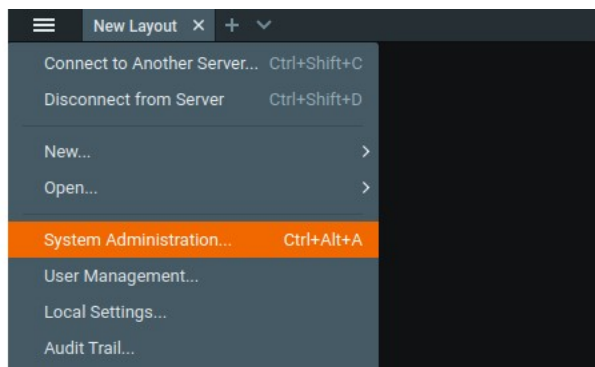 New Layout
Connect to Another Server... Ctrl+Shift+C
Disconnect from Server Ctrl+Shift+D
New...
Open...
System Administration... Ctrl+Alt+A
User Management...
Local Settings...
Audit Trail...